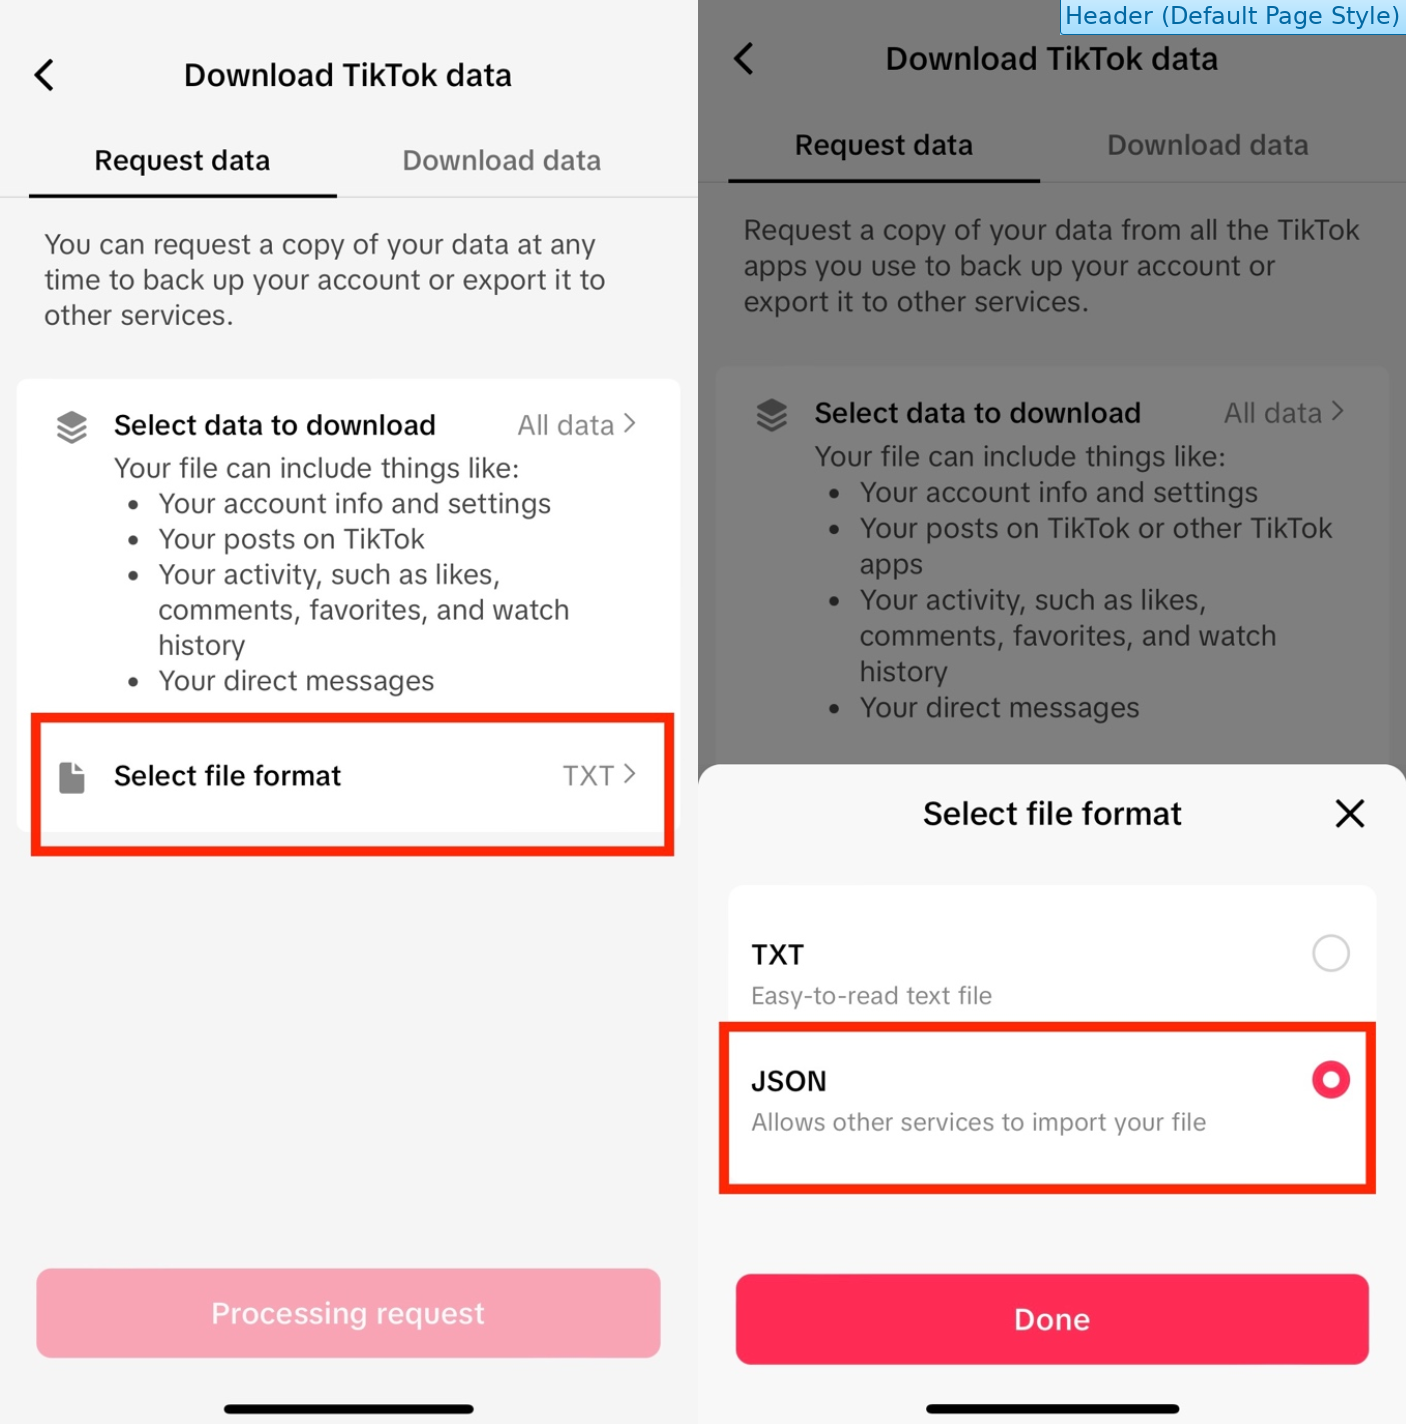 Header (Default Page Style)
Download TikTok data
Request data
Download data
You can request a copy of your data at any
time to back up your account or export it to
other services.
Select data to download
All data
Your file can include things like:
• Your account info and settings
• Your posts on TikTok
• Your activity, such as likes,
comments, favorites, and watch
history
• Your direct messages
Select file format
TXT
Processing request
Download TikTok data
Request data
Download data
Request a copy of your data from all the TikTok
apps you use to back up your account or
export it to other services.
Select data to download
All data
Your file can include things like:
• Your account info and settings
• Your posts on TikTok or other TikTok
apps
• Your activity, such as likes,
comments, favorites, and watch
history
• Your direct messages
Select file format
TXT
Easy-to-read text file
JSON
Allows other services to import your file
Done